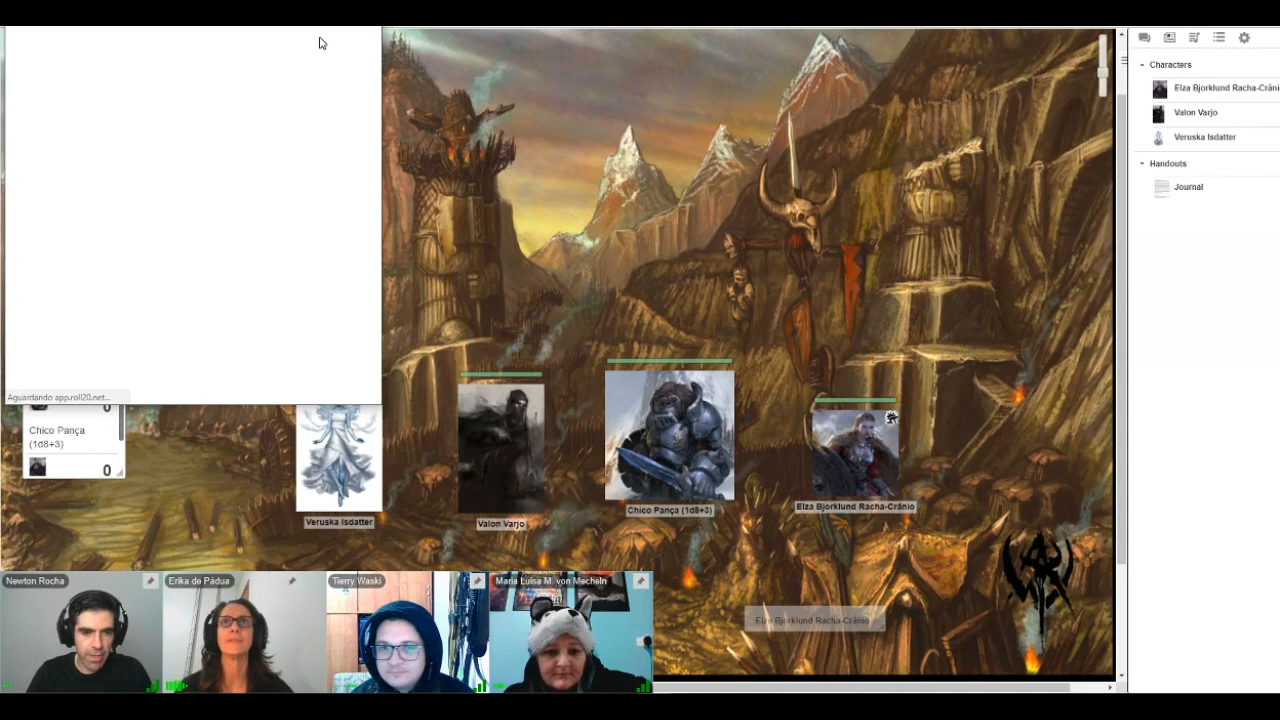 Characters
Elza Bjorklund Racha-Crâni
Valon Varjo
Veruska Isdatter
Handouts
Journal
Aguardando app.roll20.net...
0
Chico Pança
(1d8+3)
0
Veruska Isdatter
Valon Varjo
Chico Pança (1d8+3)
Elza Bjorklund Racha-Crânio
Elza Bjorklund Racha-Crânio
Newton Rocha
Erika de Pádua
Tierry Waski
Maria Luisa M. von Mecheln